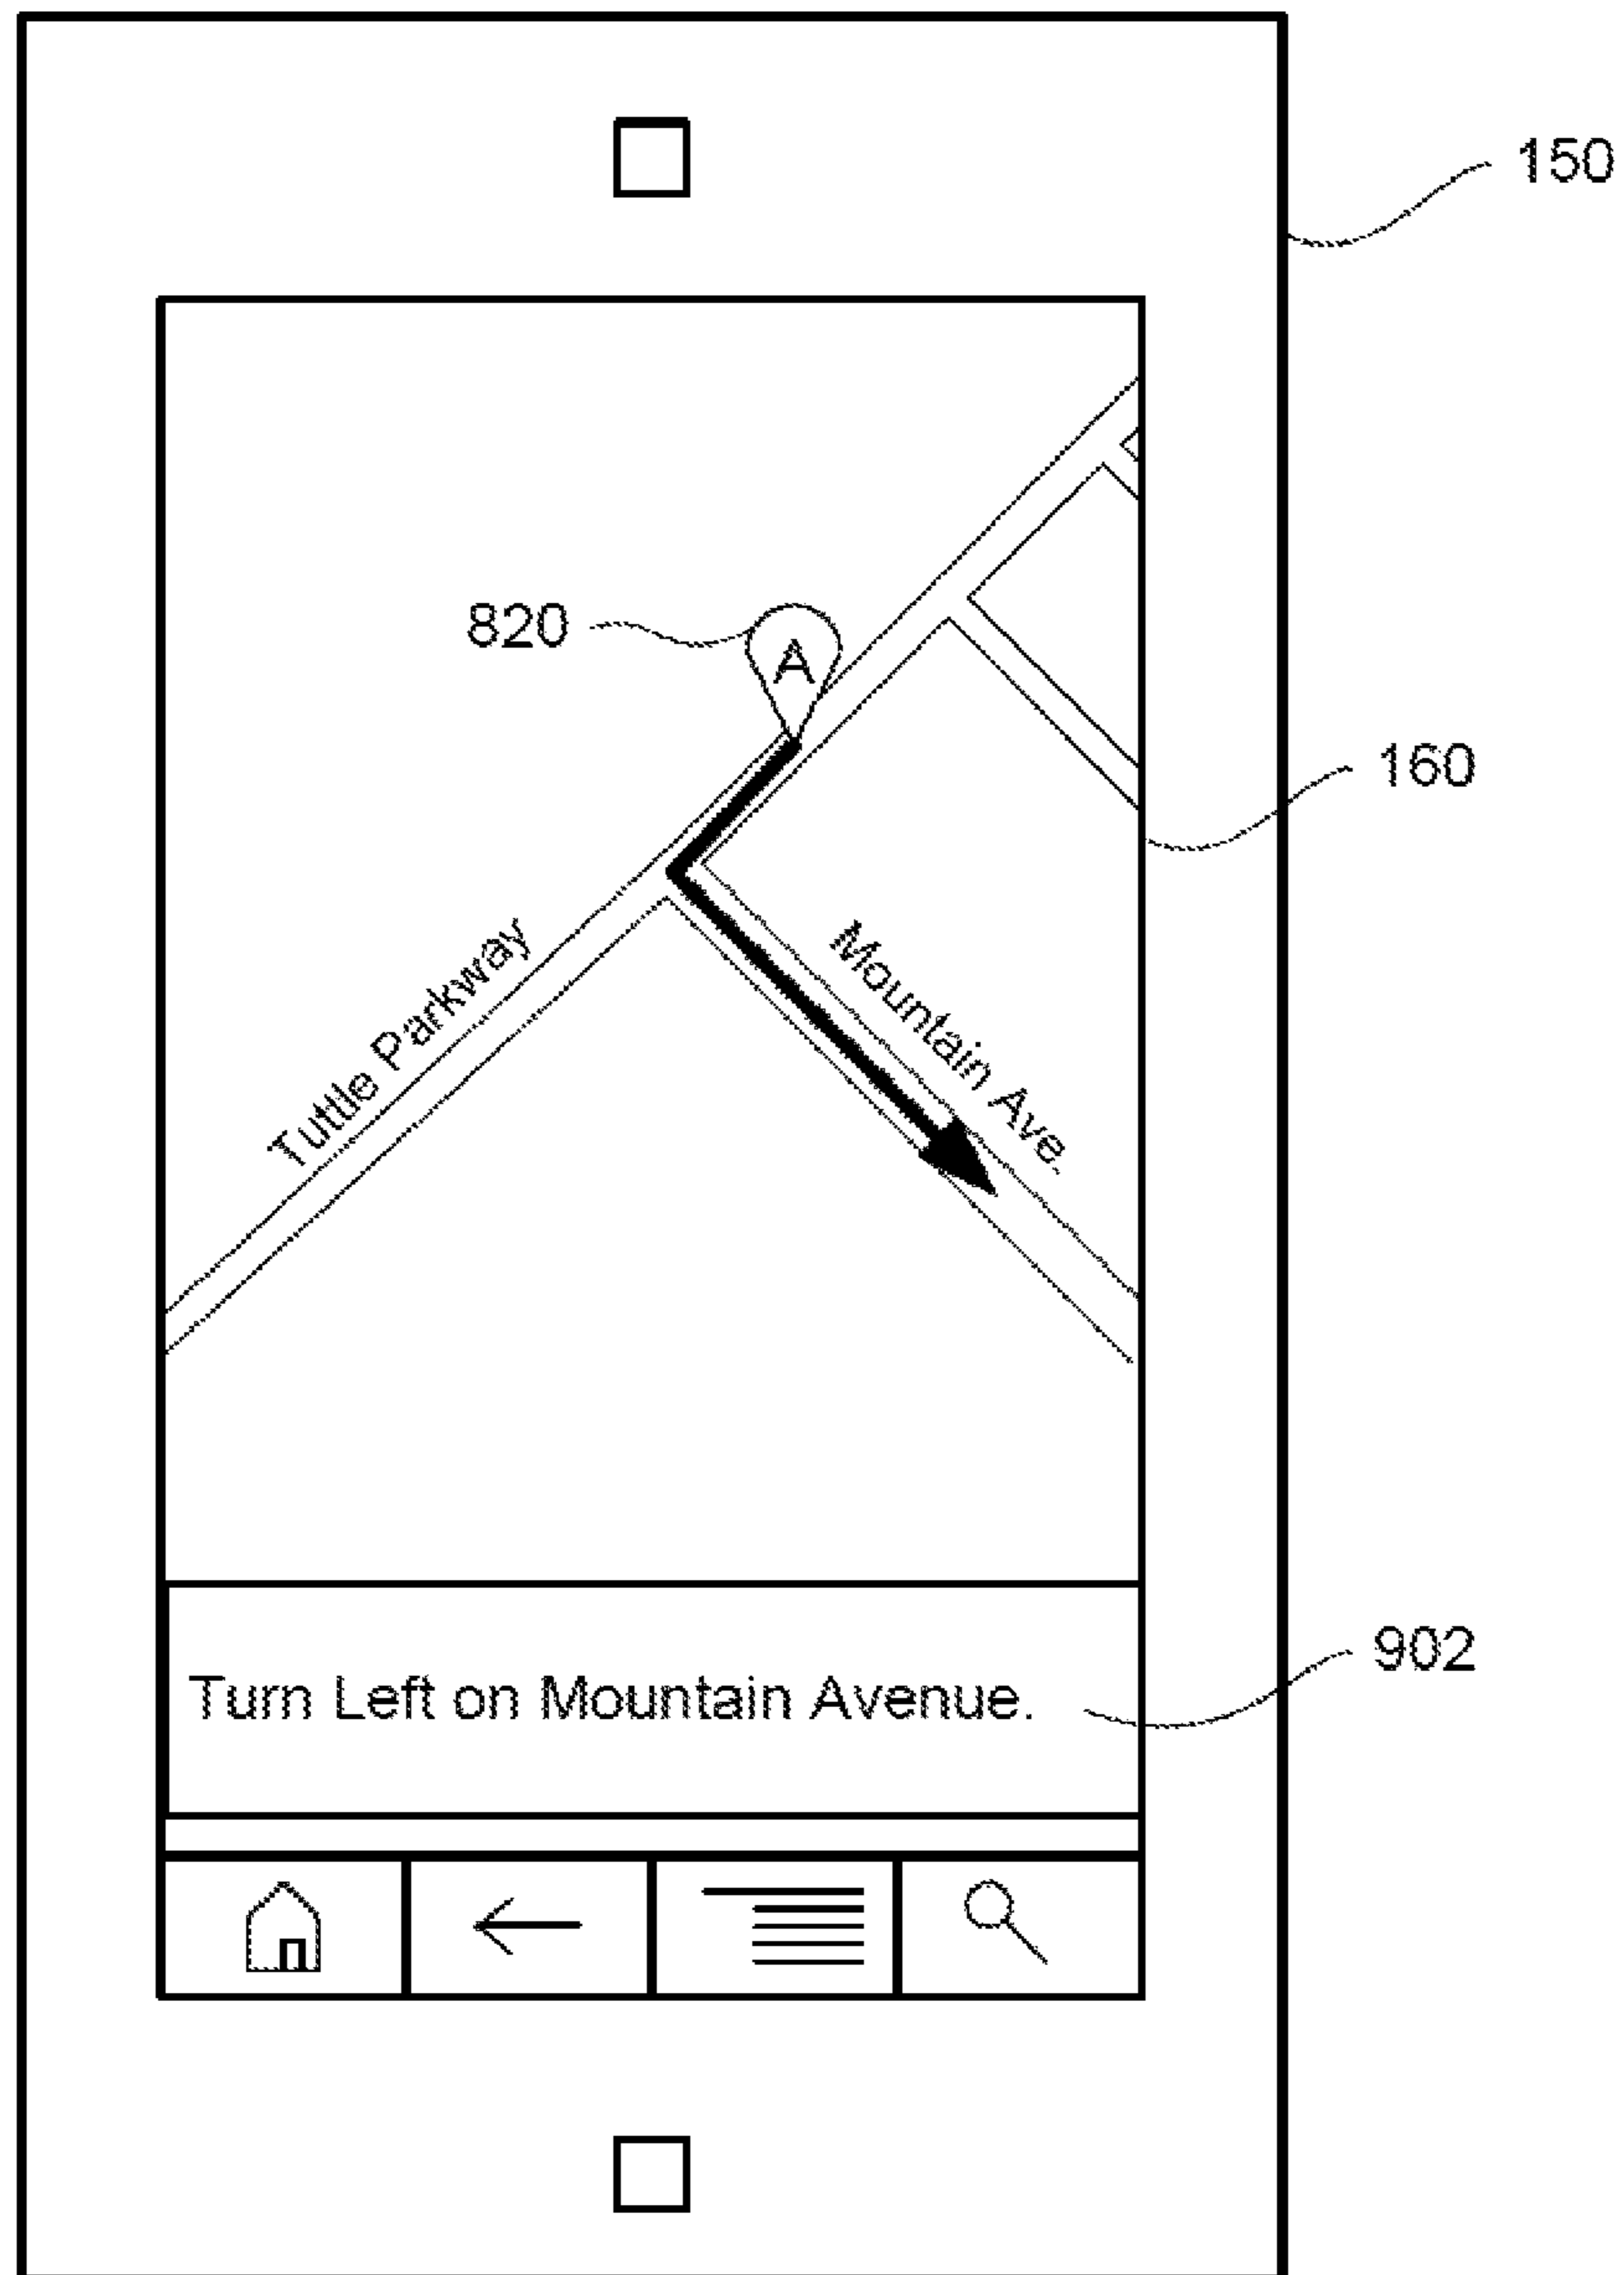 150
820
A
160
Tuttle Parkway
Mountain Ave.
Turn Left on Mountain Avenue.
902